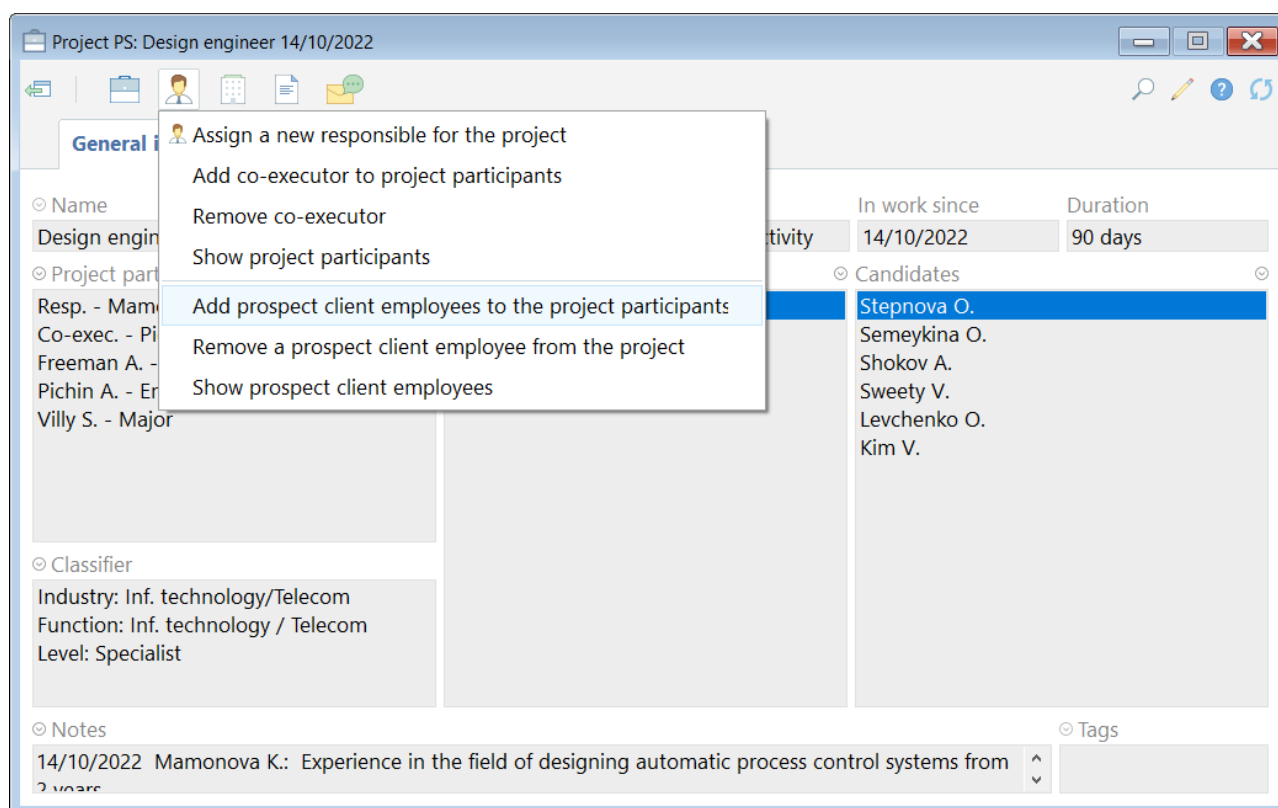 Project PS: Design engineer 14/10/2022
General i
Assign a new responsible for the project
Add co-executor to project participants
Remove co-executor
Show project participants
Add prospect client employees to the project participants
Remove a prospect client employee from the project
Show prospect client employees
Name
In work since
Duration
Design engin
tivity
14/10/2022
90 days
Project part
Candidates
Resp. - Mam
Co-exec. - Pi
Freeman A. -
Pichin A. - Er
Villy S. - Major
Stepnova O.
Semeykina O.
Shokov A.
Sweety V.
Levchenko O.
Kim V.
Classifier
Industry: Inf. technology/Telecom
Function: Inf. technology / Telecom
Level: Specialist
Notes
Tags
14/10/2022 Mamonova K.: Experience in the field of designing automatic process control systems from
2 years